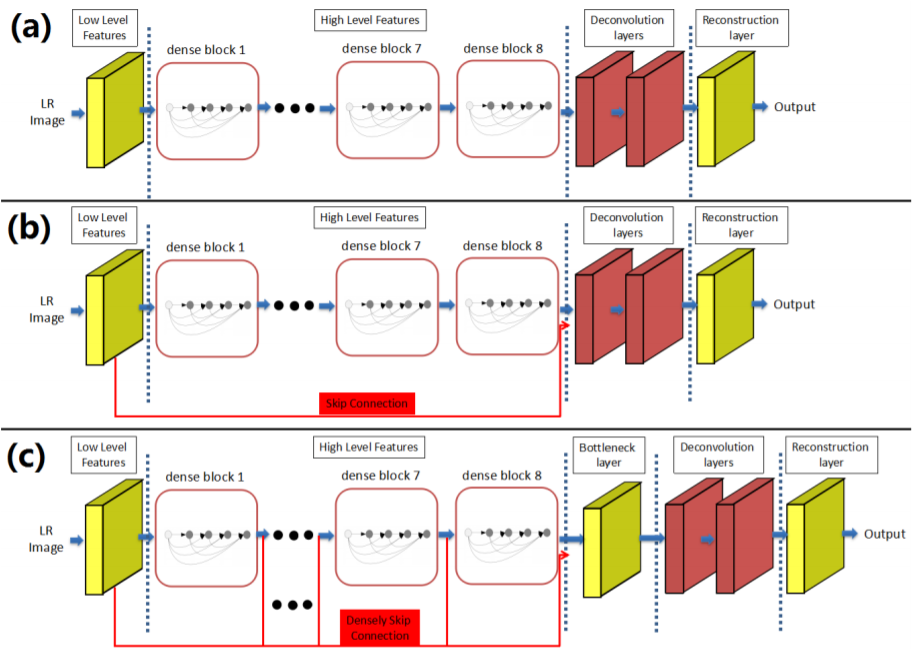 (a)
Low Level
Features
High Level Features
Deconvolution
layers
Reconstruction
layer
dense block 1
dense block 7
dense block 8
LR
Image
Output
(b)
Low Level
Features
High Level Features
Deconvolution
layers
Reconstruction
layer
dense block 1
dense block 7
dense block 8
LR
Image
Output
Skip Connection
(c)
Low Level
Features
High Level Features
Bottleneck
layer
Deconvolution
layers
Reconstruction
layer
dense block 1
dense block 7
dense block 8
LR
Image
Output
Densely Skip
Connection